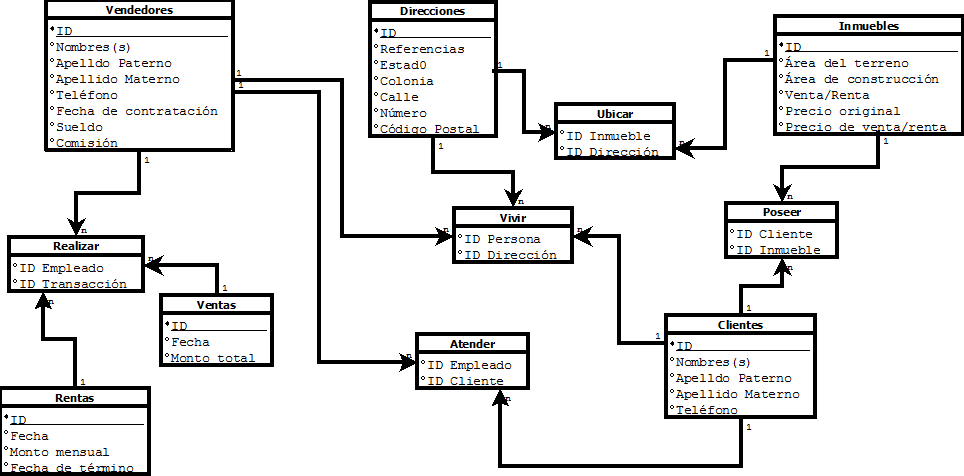 Vendedores
ID
Nombres(s)
Apelldo Paterno
Apellido Materno
Teléfono
Fecha de contratación
Sueldo
Comisión
Direcciones
ID
Referencias
Estad0
Colonia
Calle
Número
Código Postal
Inmuebles
ID
Área del terreno
Área de construcción
Venta/Renta
Precio original
Precio de venta/renta
Ubicar
ID Inmueble
ID Dirección
Vivir
ID Persona
ID Dirección
Poseer
ID Cliente
ID Inmueble
Realizar
ID Empleado
ID Transacción
Ventas
ID
Fecha
Monto total
Atender
ID Empleado
ID Cliente
Clientes
ID
Nombres(s)
Apelldo Paterno
Apellido Materno
Teléfono
Rentas
ID
Fecha
Monto mensual
Fecha de término
1
1
1
1
1
1
1
1
1
1
1
1
n
n
n
n
n
n
n
n
n
n
n
n